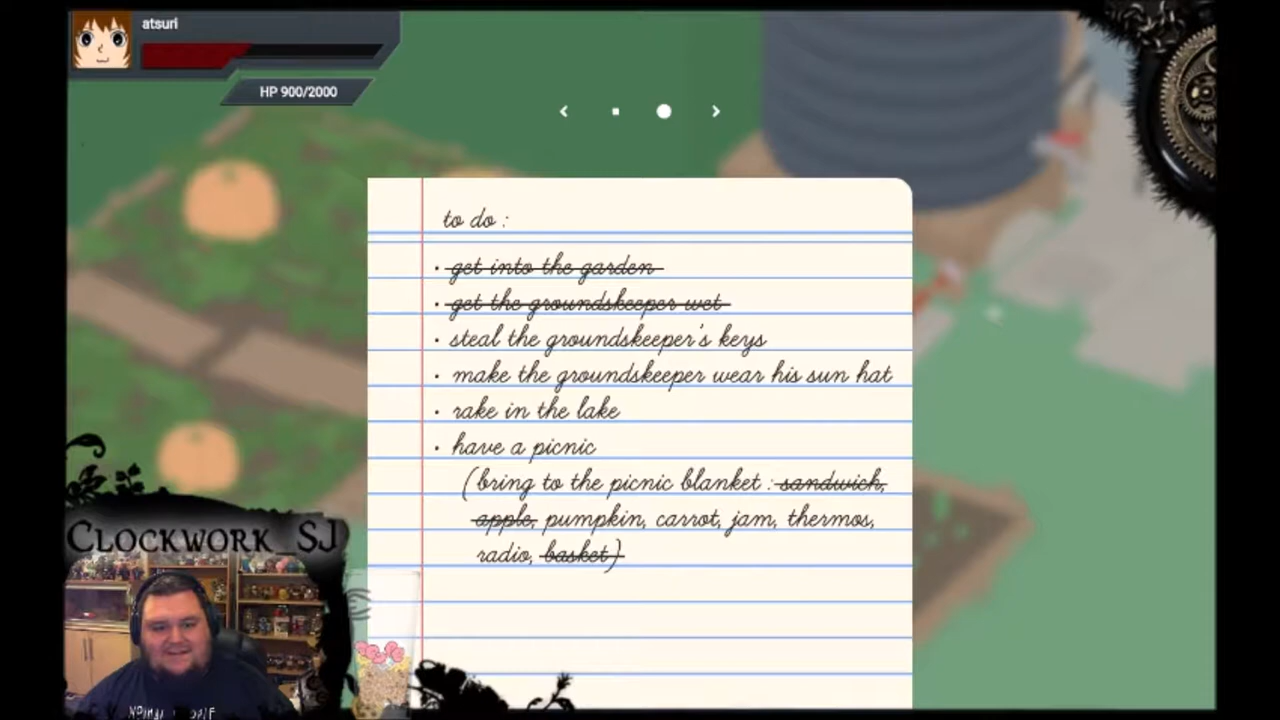 atsuri
HP 900/2000
to do :
• get into the garden
• get the groundskeeper wet
• steal the groundskeeper's keys
• make the groundskeeper wear his sun hat
• rake in the lake
• have a picnic
(bring to the picnic blanket : sandwich,
apple, pumpkin, carrot, jam, thermos,
radio, basket)
CLOCKWORK_SJ